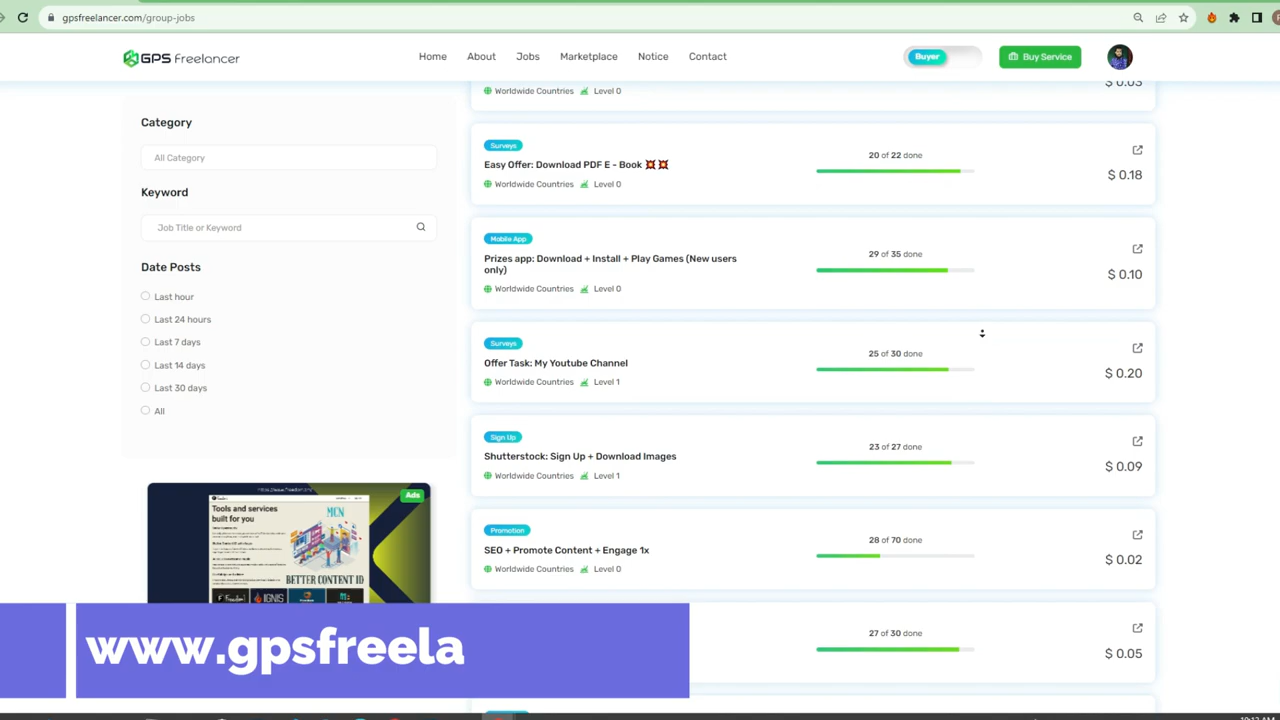 gpsfreelancer.com/group-jobs
GPS Freelancer
Home
About
Jobs
Marketplace
Notice
Contact
Buyer
Buy Service
Category
All Category
Keyword
Job Title or Keyword
Date Posts
Last hour
Last 24 hours
Last 7 days
Last 14 days
Last 30 days
All
Ads
Tools and services
built for you
MCN
BETTER CONTENT ID
Freedom!
IGNIS
Worldwide Countries Level 0
$ 0.03
Surveys
Easy Offer: Download PDF E - Book 💥💥
Worldwide Countries Level 0
20 of 22 done
$ 0.18
Mobile App
Prizes app: Download + Install + Play Games (New users
only)
Worldwide Countries Level 0
29 of 35 done
$ 0.10
Surveys
Offer Task: My Youtube Channel
Worldwide Countries Level 1
25 of 30 done
$ 0.20
Sign Up
Shutterstock: Sign Up + Download Images
Worldwide Countries Level 1
23 of 27 done
$ 0.09
Promotion
SEO + Promote Content + Engage 1x
Worldwide Countries Level 0
28 of 70 done
$ 0.02
27 of 30 done
$ 0.05
www.gpsfreela